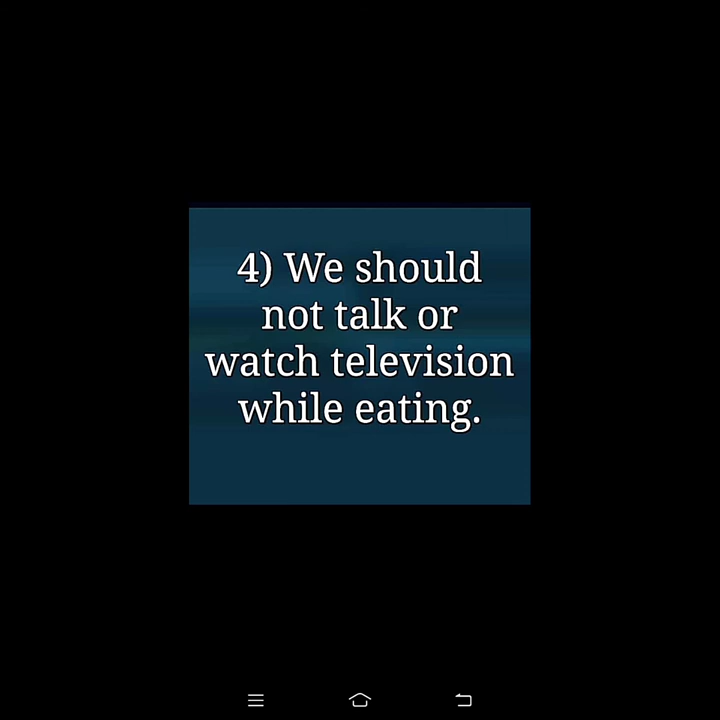 4) We should
not talk or
watch television
while eating.